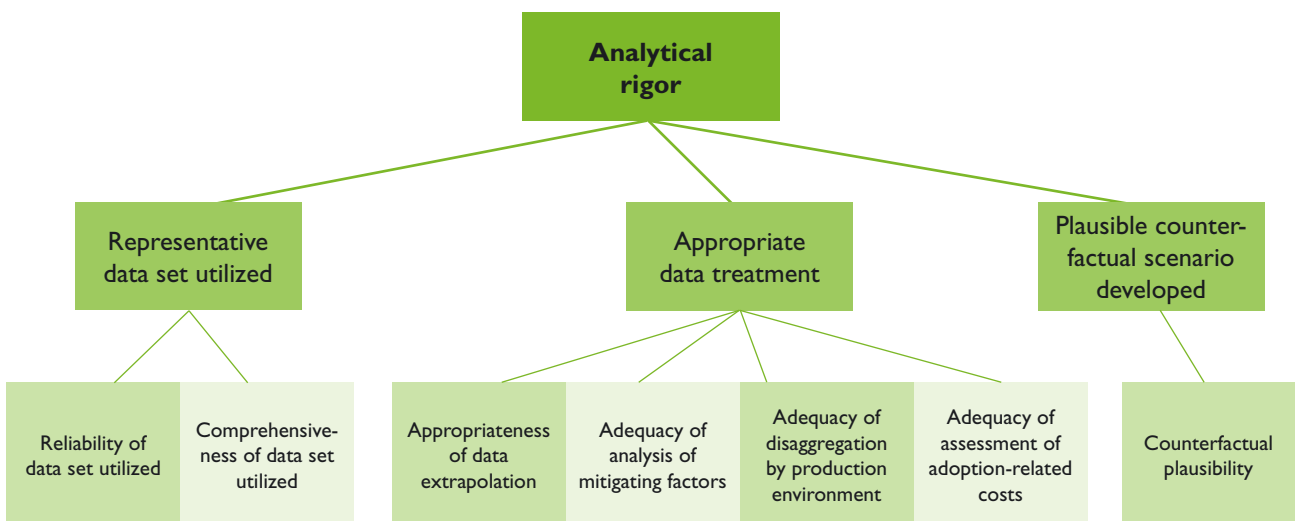 Analytical
rigor
Representative
data set utilized
Appropriate
data treatment
Plausible counter-
factual scenario
developed
Reliability of
data set utilized
Comprehensive-
ness of data set
utilized
Appropriateness
of data
extrapolation
Adequacy of
analysis of
mitigating factors
Adequacy of
disaggregation
by production
environment
Adequacy of
assessment of
adoption-related
costs
Counterfactual
plausibility